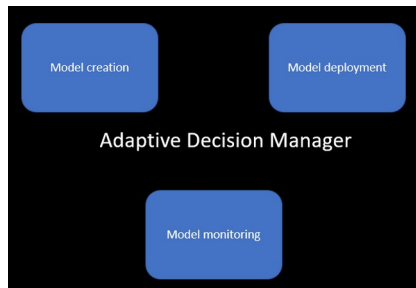 Model creation
Model deployment
Adaptive Decision Manager
Model monitoring